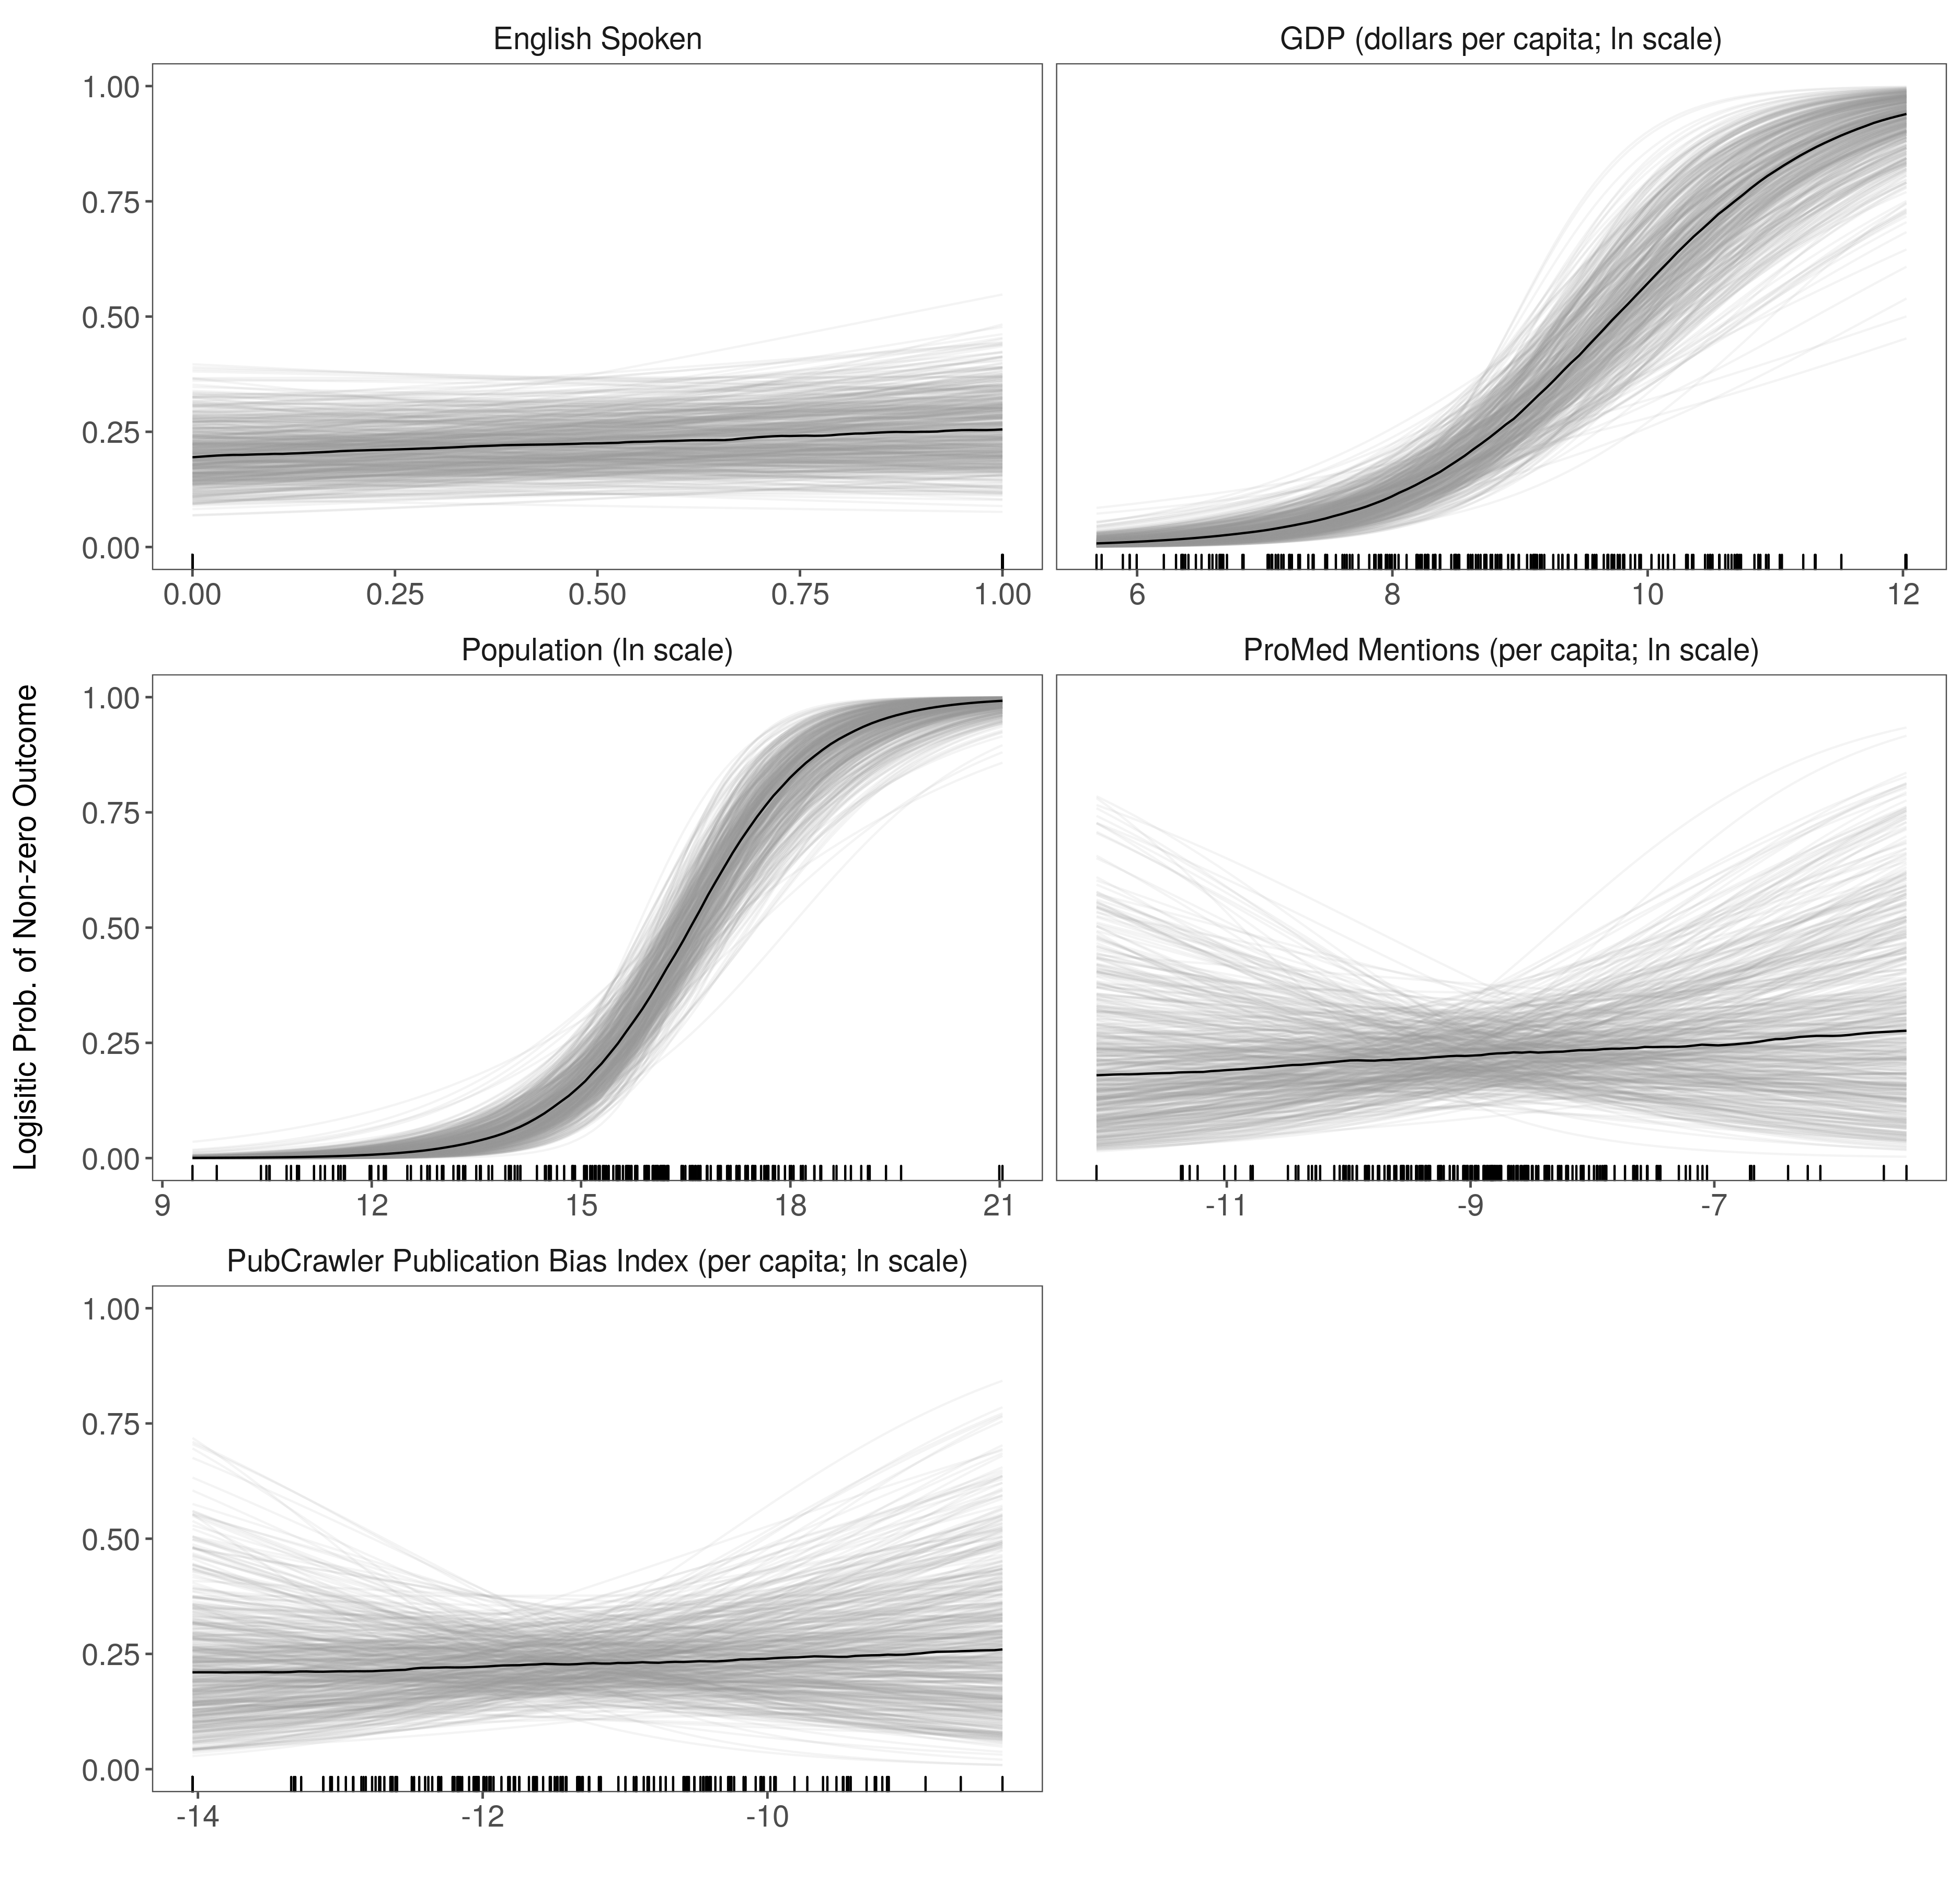 English Spoken
GDP (dollars per capita; ln scale)
1.00
0.75
0.50
0.25
0.00
0.00 0.25 0.50 0.75 1.00
6 8 10 12
Population (ln scale)
ProMed Mentions (per capita; ln scale)
Logisitic Prob. of Non-zero Outcome
1.00
0.75
0.50
0.25
0.00
9 12 15 18 21
-11 -9 -7
PubCrawler Publication Bias Index (per capita; ln scale)
1.00
0.75
0.50
0.25
0.00
-14 -12 -10